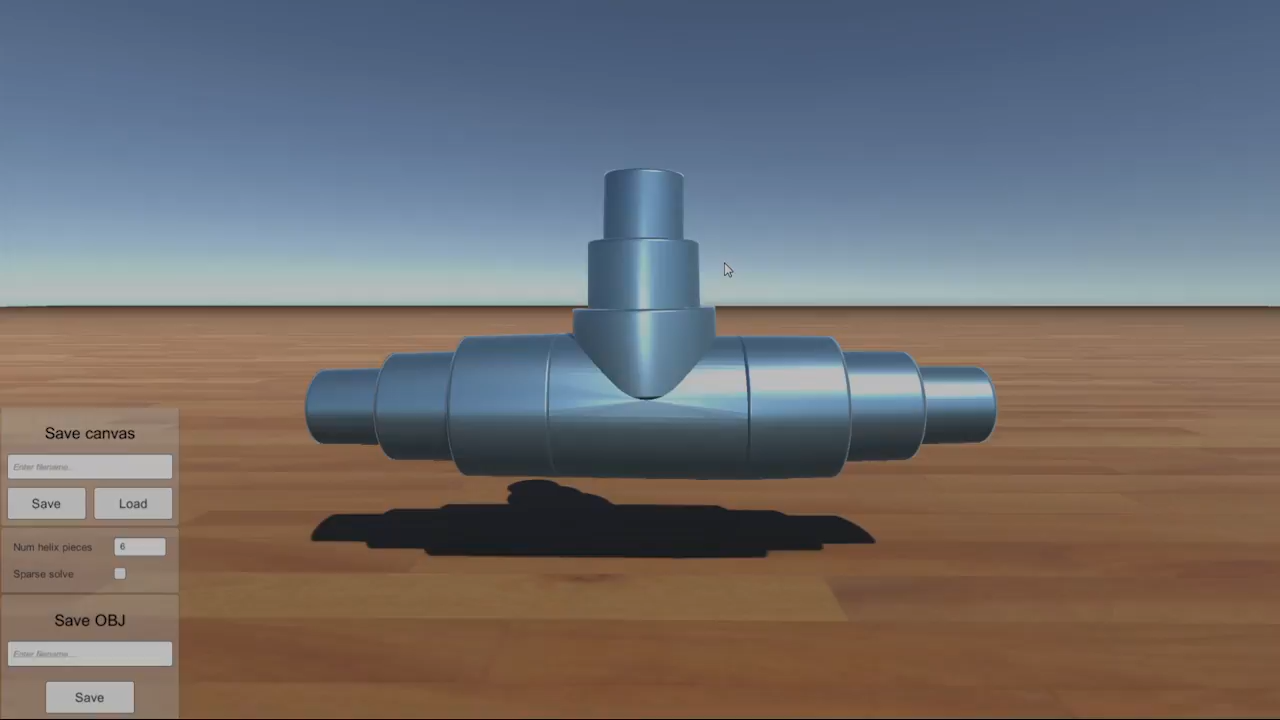 Save canvas
Enter filename...
Save Load
Num helix pieces 6
Sparse solve
Save OBJ
Enter filename...
Save